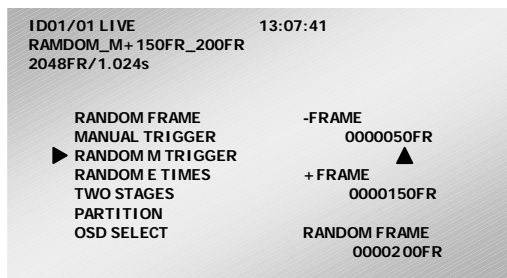 ID01/01 LIVE 13:07:41
RAMDOM_M+150FR_200FR
2048FR/1.024s
RANDOM FRAME -FRAME
MANUAL TRIGGER 0000050FR
RANDOM M TRIGGER
RANDOM E TIMES +FRAME
TWO STAGES 0000150FR
PARTITION
OSD SELECT RANDOM FRAME
0000200FR